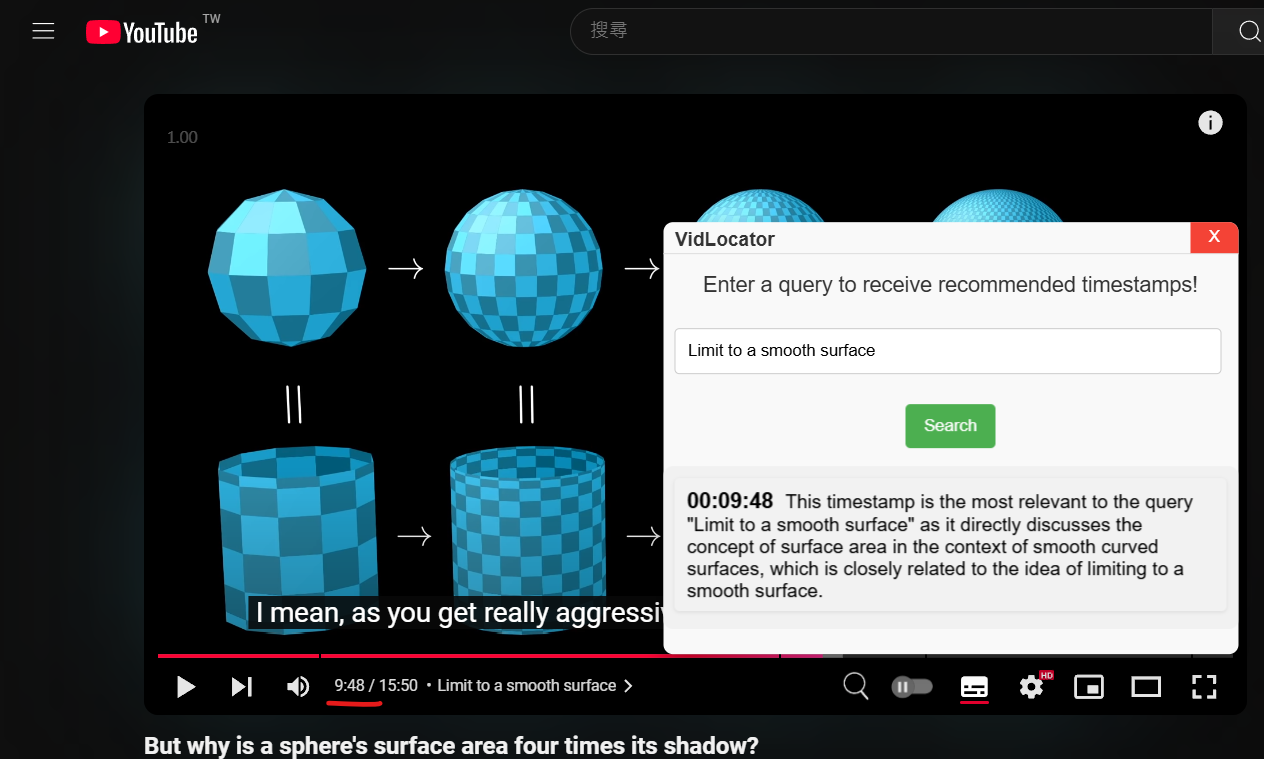 YouTube TW
搜尋
1.00
VidLocator
X
Enter a query to receive recommended timestamps!
Limit to a smooth surface
Search
00:09:48 This timestamp is the most relevant to the query
"Limit to a smooth surface" as it directly discusses the
concept of surface area in the context of smooth curved
surfaces, which is closely related to the idea of limiting to a
smooth surface.
I mean, as you get really aggressiv
9:48 / 15:50 • Limit to a smooth surface
HD
But why is a sphere's surface area four times its shadow?